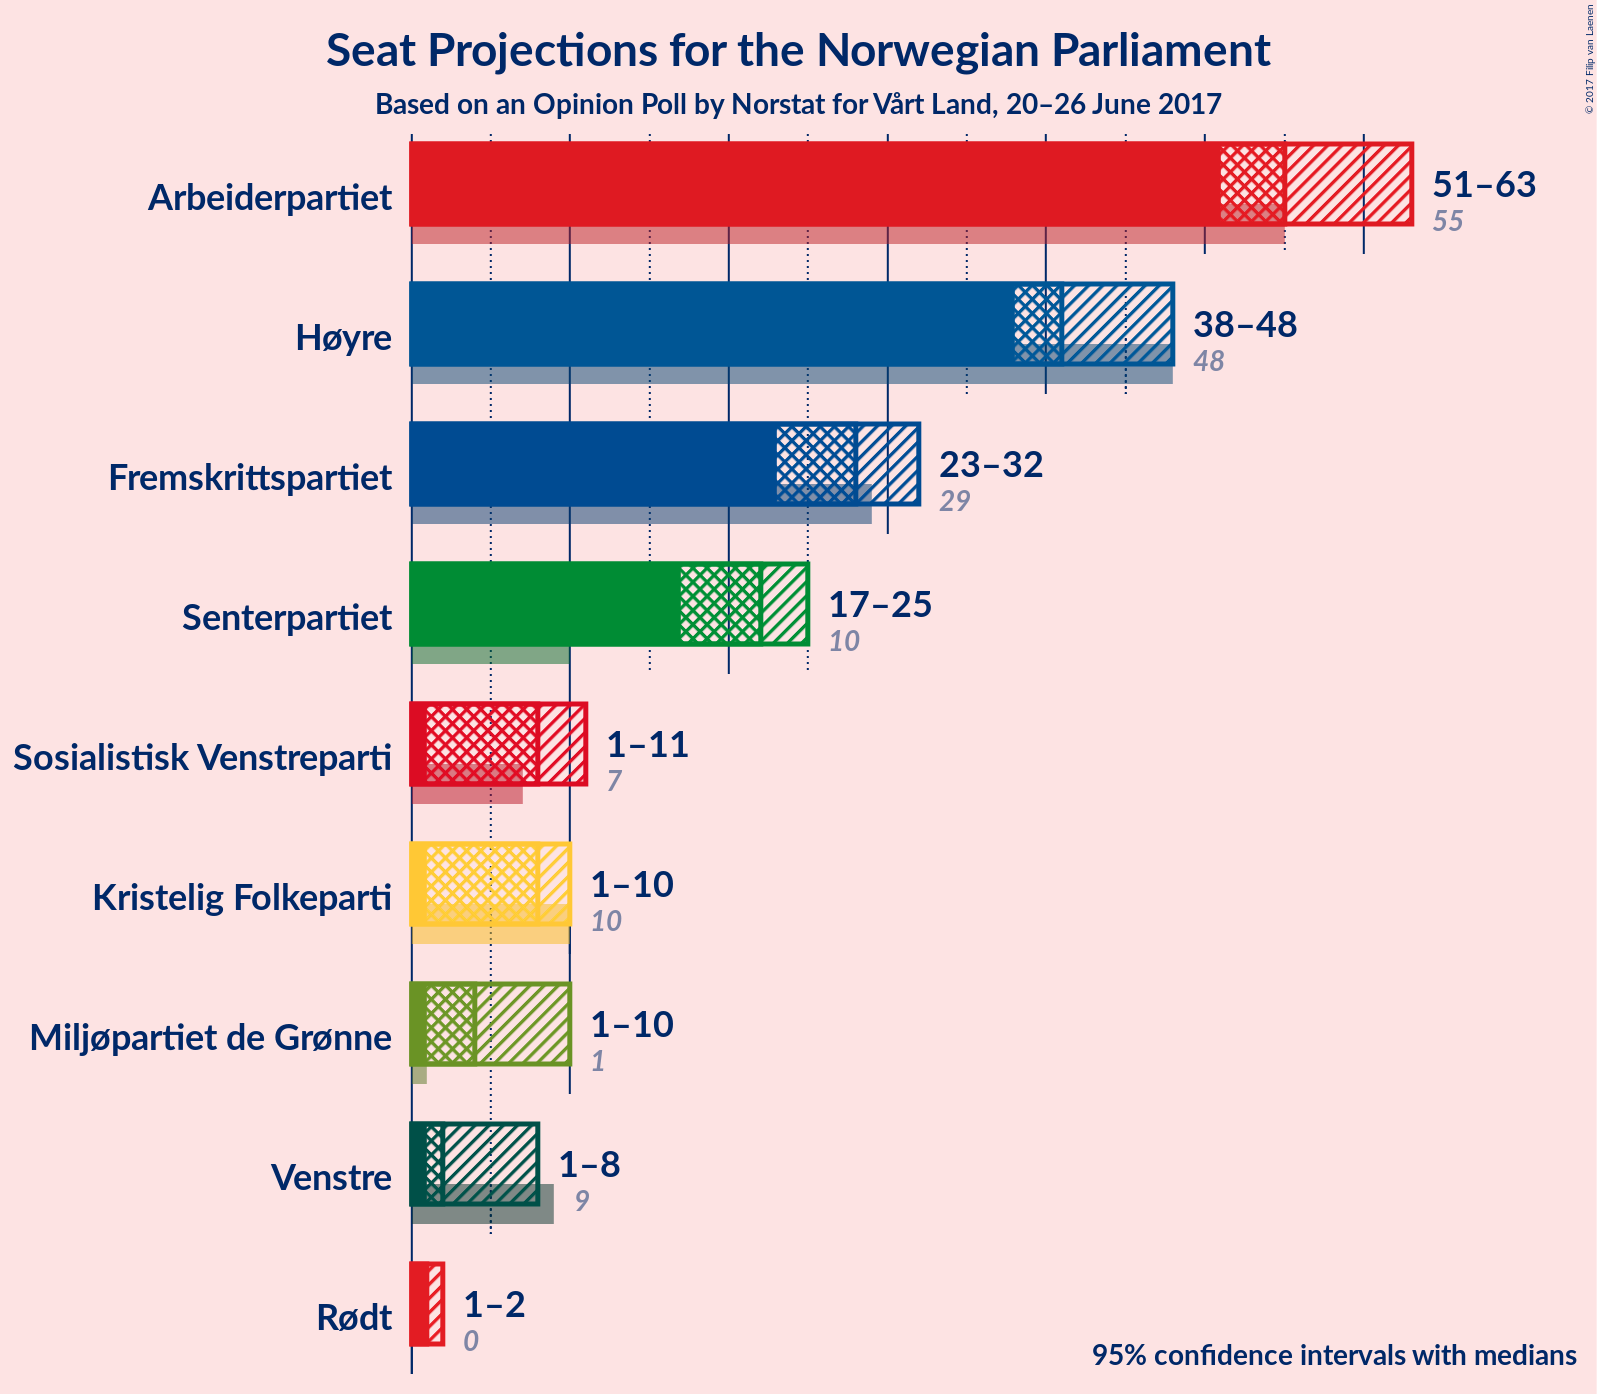 Seat Projections for the Norwegian Parliament
Based on an Opinion Poll by Norstat for Vårt Land, 20–26 June 2017
© 2017 Filip van Laenen
Arbeiderpartiet
51–63
55
Høyre
38–48
48
Fremskrittspartiet
23–32
29
Senterpartiet
17–25
10
Sosialistisk Venstreparti
1–11
7
Kristelig Folkeparti
1–10
10
Miljøpartiet de Grønne
1–10
1
Venstre
1–8
9
Rødt
1–2
0
95% confidence intervals with medians